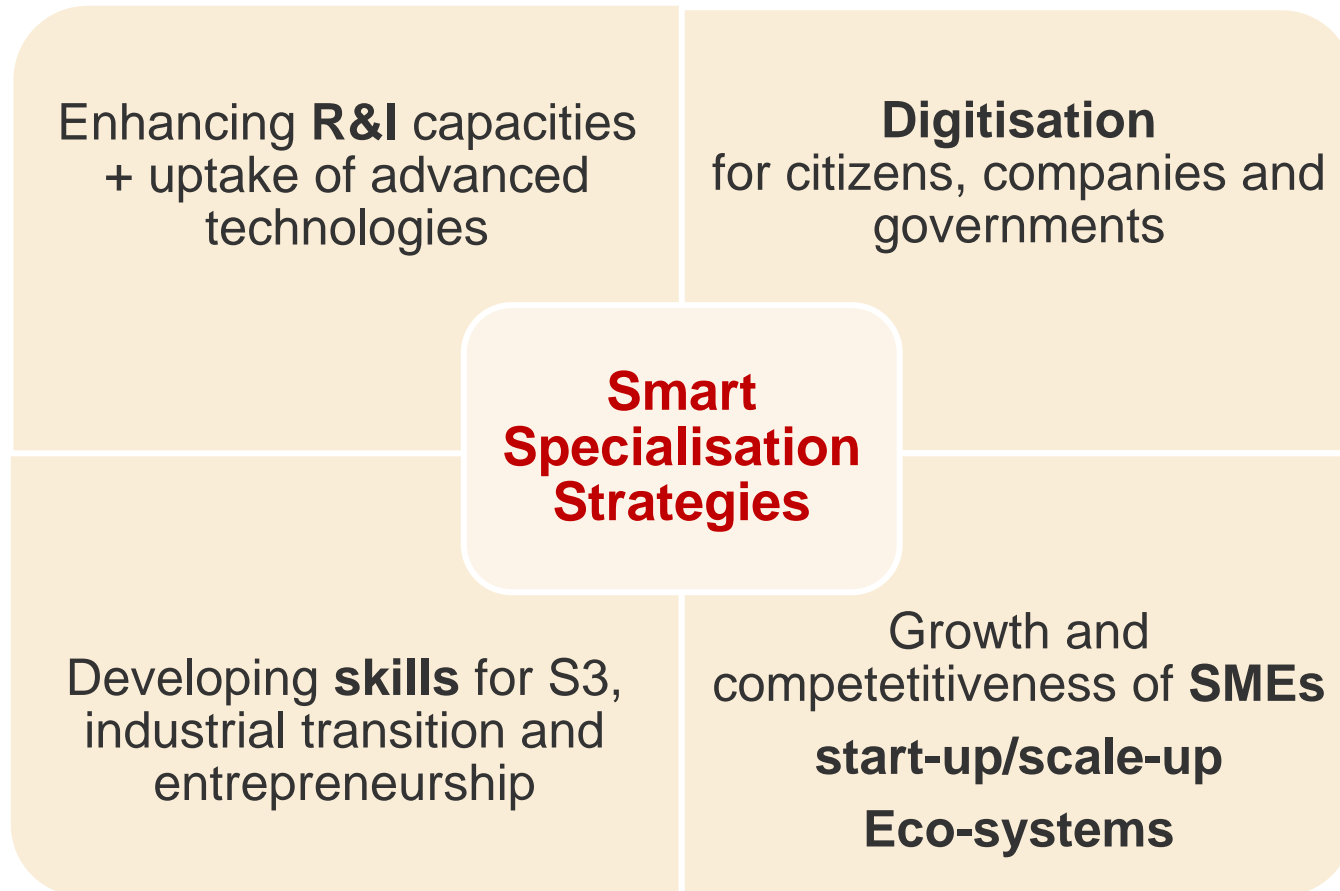 Enhancing R&I capacities
+ uptake of advanced
technologies
Digitisation
for citizens, companies and
governments
Smart
Specialisation
Strategies
Developing skills for S3,
industrial transition and
entrepreneurship
Growth and
competetitiveness of SMEs
start-up/scale-up
Eco-systems